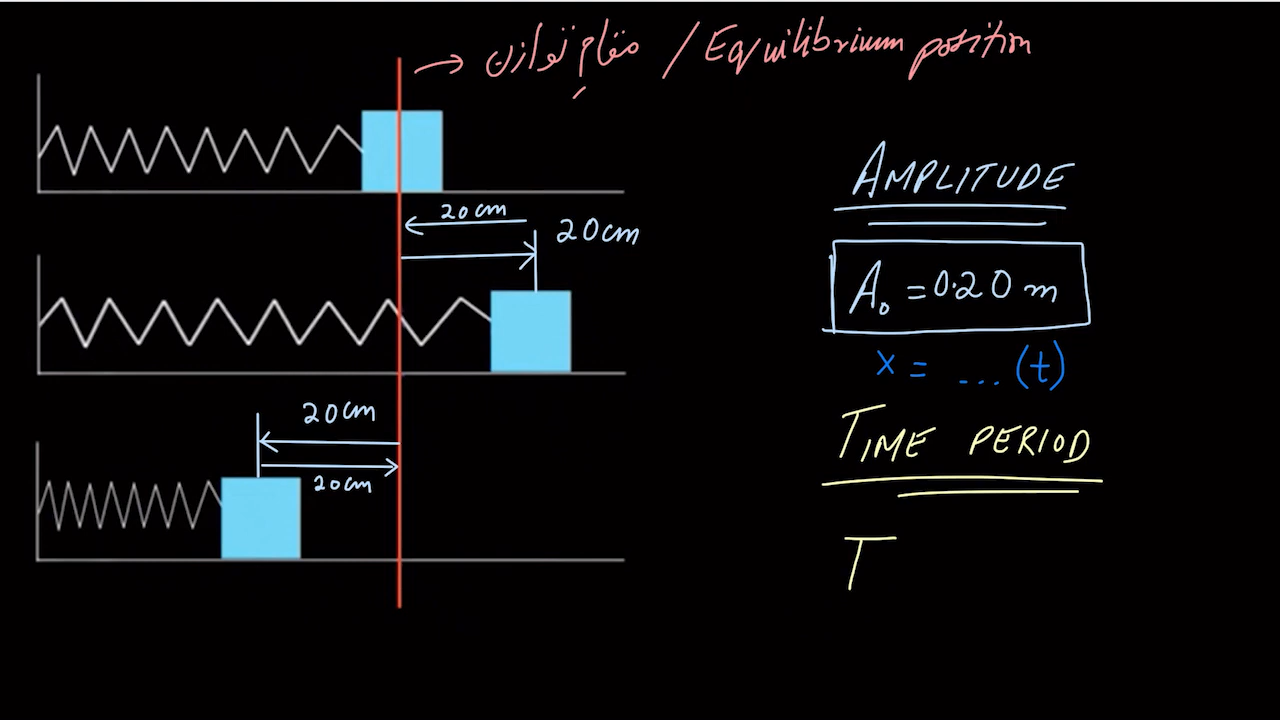 مقامِ توازن / Equilibrium position
AMPLITUDE
20cm
20cm
A₀ = 0.20 m
x = ... (t)
20cm
TIME PERIOD
20cm
T